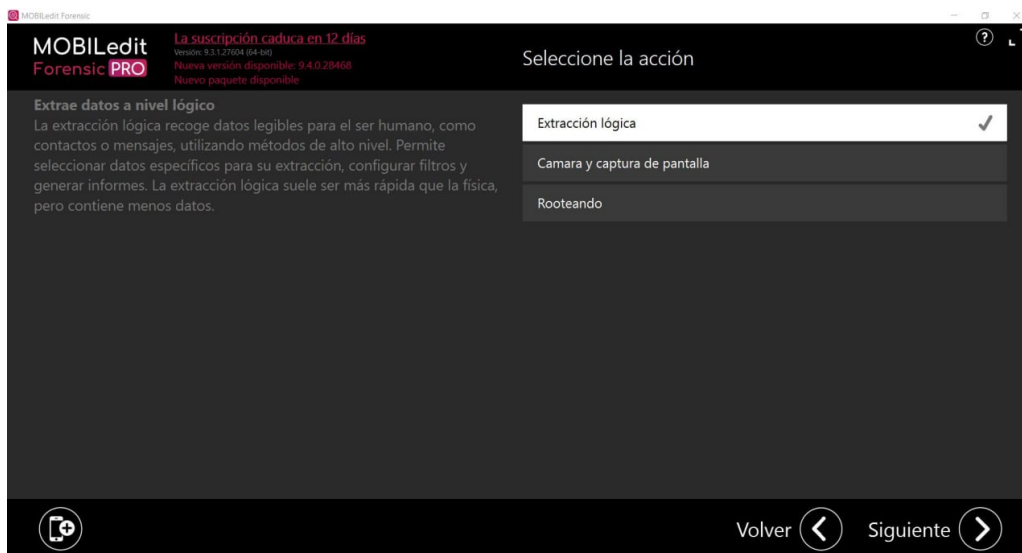 MOBILedit Forensic
MOBILedit
Forensic PRO
La suscripción caduca en 12 días
Versión: 9.3.1.27604 (64-bit)
Nueva versión disponible: 9.4.0.28468
Nuevo paquete disponible
Seleccione la acción
?
Extrae datos a nivel lógico
La extracción lógica recoge datos legibles para el ser humano, como
contactos o mensajes, utilizando métodos de alto nivel. Permite
seleccionar datos específicos para su extracción, configurar filtros y
generar informes. La extracción lógica suele ser más rápida que la física,
pero contiene menos datos.
Extracción lógica
Camara y captura de pantalla
Rooteando
Volver
Siguiente